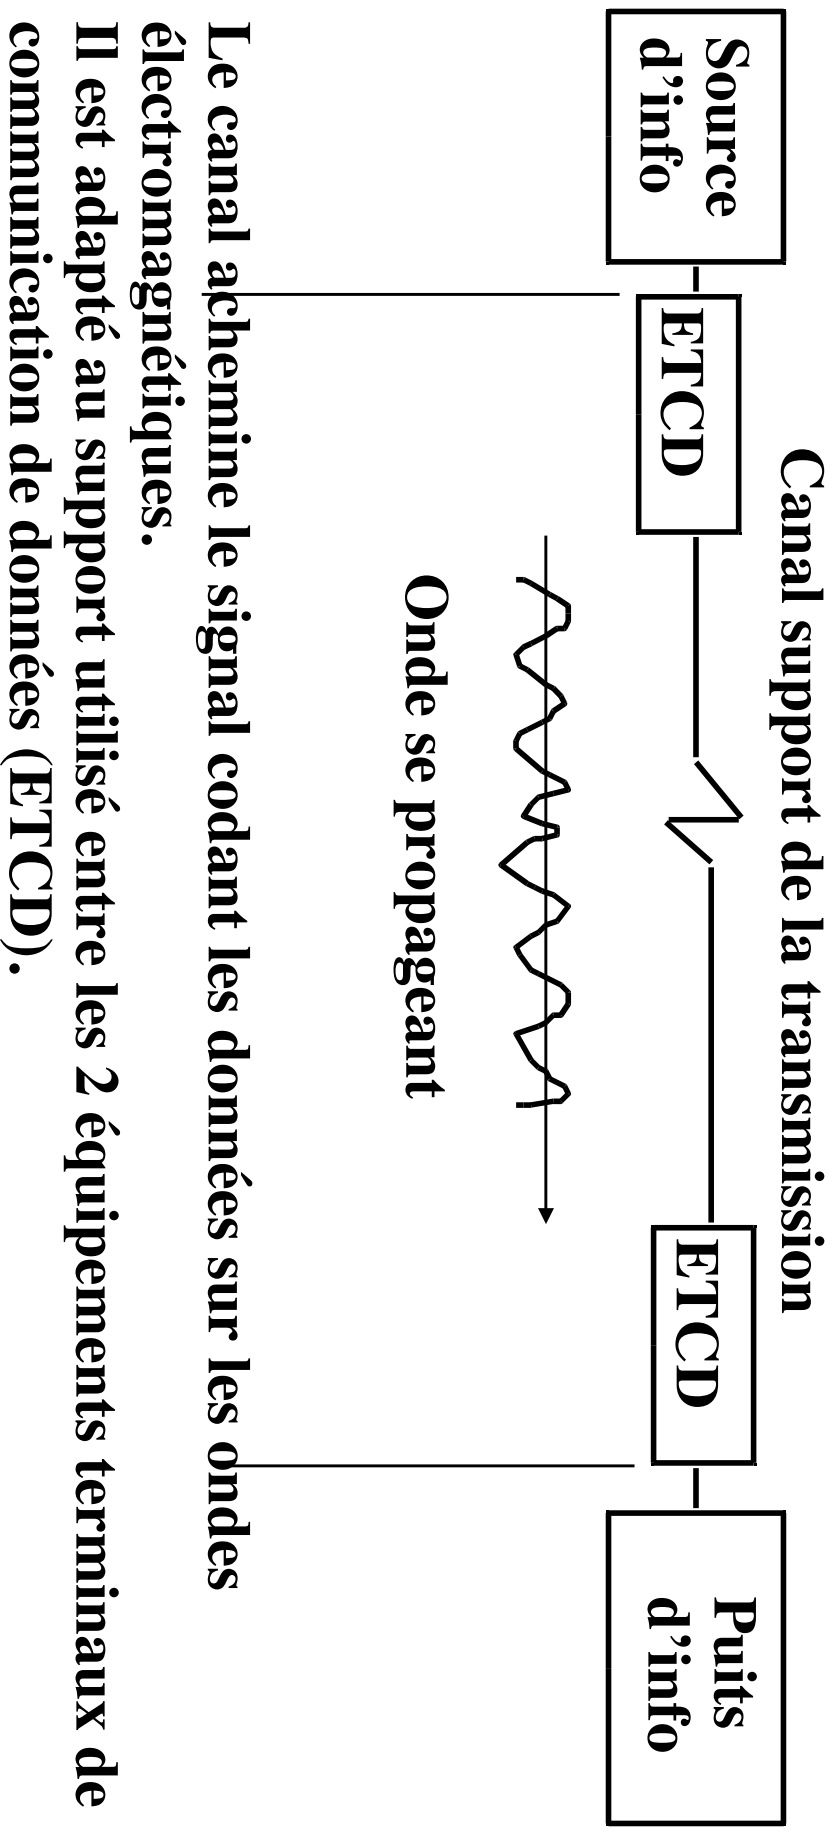 Canal support de la transmission
Source
d’info
ETCD
ETCD
Puits
d’info
Onde se propageant
Le canal achemine le signal codant les données sur les ondes
électromagnétiques.
Il est adapté au support utilisé entre les 2 équipements terminaux de
communication de données (ETCD).